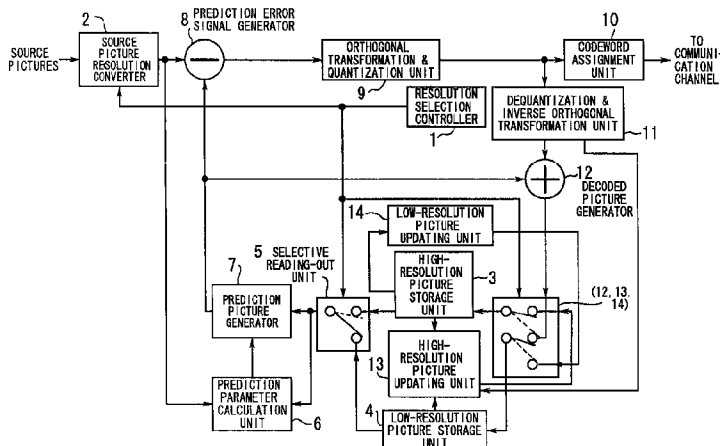 2
SOURCE
PICTURES
SOURCE
PICTURE
RESOLUTION
CONVERTER
8
PREDICTION ERROR
SIGNAL GENERATOR
ORTHOGONAL
TRANSFORMATION &
QUANTIZATION UNIT
9
10
CODEWORD
ASSIGNMENT
UNIT
TO
COMMUNI-
CATION
CHANNEL
RESOLUTION
SELECTION
CONTROLLER
1
DEQUANTIZATION &
INVERSE ORTHOGONAL
TRANSFORMATION UNIT
11
12
DECODED
PICTURE
GENERATOR
14
LOW-RESOLUTION
PICTURE
UPDATING UNIT
5
SELECTIVE
READING-OUT
UNIT
7
PREDICTION
PICTURE
GENERATOR
HIGH-
RESOLUTION
PICTURE
STORAGE
UNIT
3
(12, 13,
14)
HIGH-
RESOLUTION
PICTURE
UPDATING UNIT
13
PREDICTION
PARAMETER
CALCULATION
UNIT
6
4
LOW-RESOLUTION
PICTURE STORAGE
UNIT